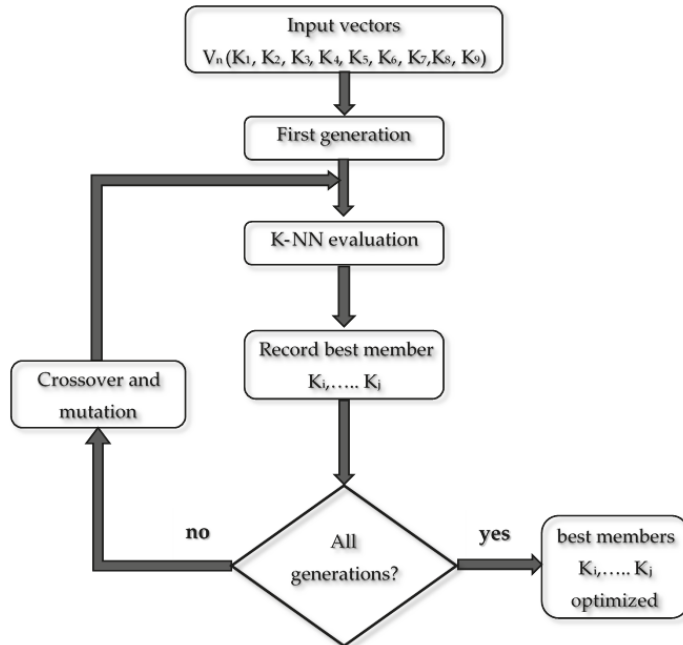 Input vectors
Vₙ (K₁, K₂, K₃, K₄, K₅, K₆, K₇,K₈, K₉)
First generation
K-NN evaluation
Record best member
Kᵢ,….. Kⱼ
Crossover and
mutation
no
All
generations?
yes
best members
Kᵢ,….. Kⱼ
optimized